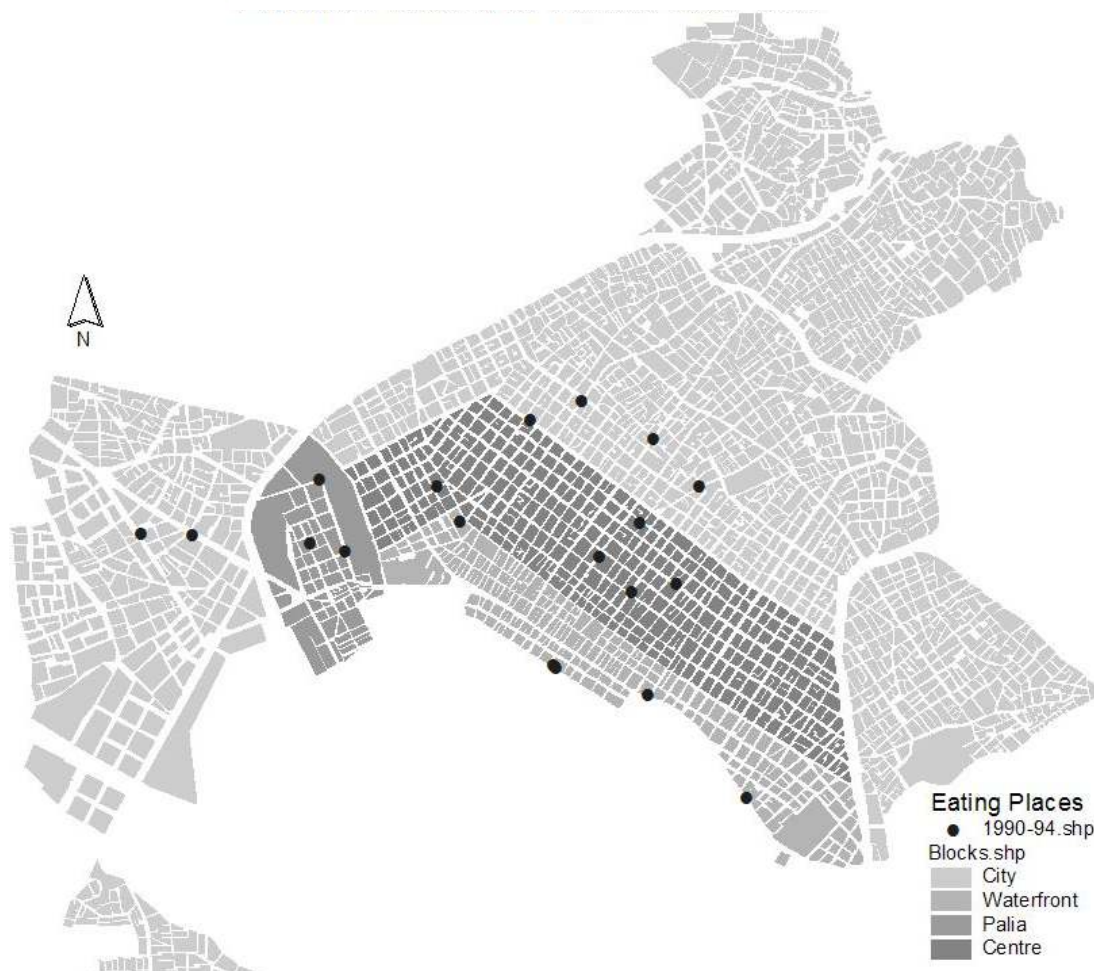 N
Eating Places
1990-94.shp
Blocks.shp
City
Waterfront
Palia
Centre